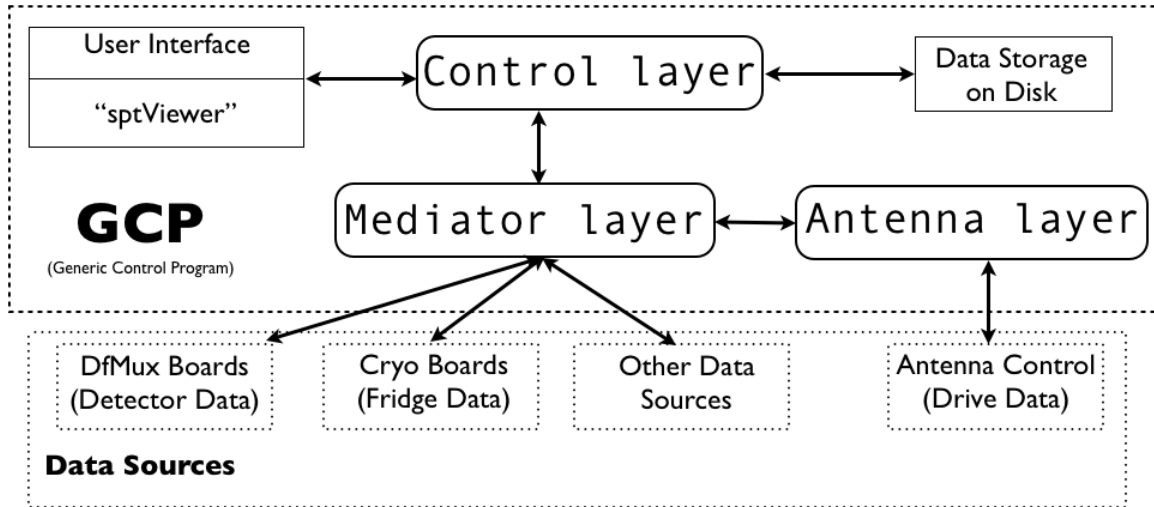 User Interface
“sptViewer”
Control layer
Data Storage
on Disk
GCP
(Generic Control Program)
Mediator layer
Antenna layer
DfMux Boards
(Detector Data)
Cryo Boards
(Fridge Data)
Other Data
Sources
Antenna Control
(Drive Data)
Data Sources